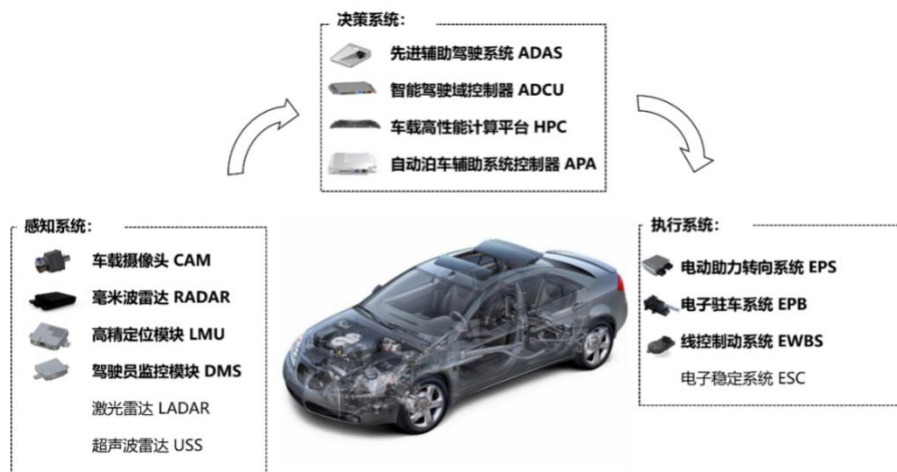 决策系统:
先进辅助驾驶系统 ADAS
智能驾驶域控制器 ADCU
车载高性能计算平台 HPC
自动泊车辅助系统控制器 APA
感知系统:
车载摄像头 CAM
毫米波雷达 RADAR
高精定位模块 LMU
驾驶员监控模块 DMS
激光雷达 LADAR
超声波雷达 USS
执行系统:
电动助力转向系统 EPS
电子驻车系统 EPB
线控制动系统 EWBS
电子稳定系统 ESC